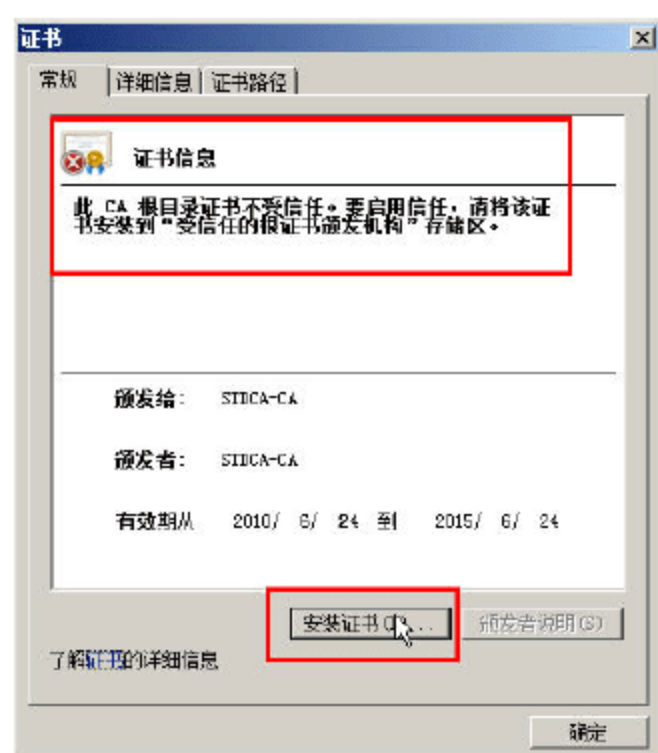 证书
常规 详细信息 证书路径
证书信息
此 CA 根目录证书不受信任。要启用信任，请将该证
书安装到“受信任的根证书颁发机构”存储区。
颁发给: STDCA-CA
颁发者: STDCA-CA
有效期从 2010/ 6/ 24 到 2015/ 6/ 24
安装证书 ...
颁发者说明(S)
了解证书的详细信息
确定